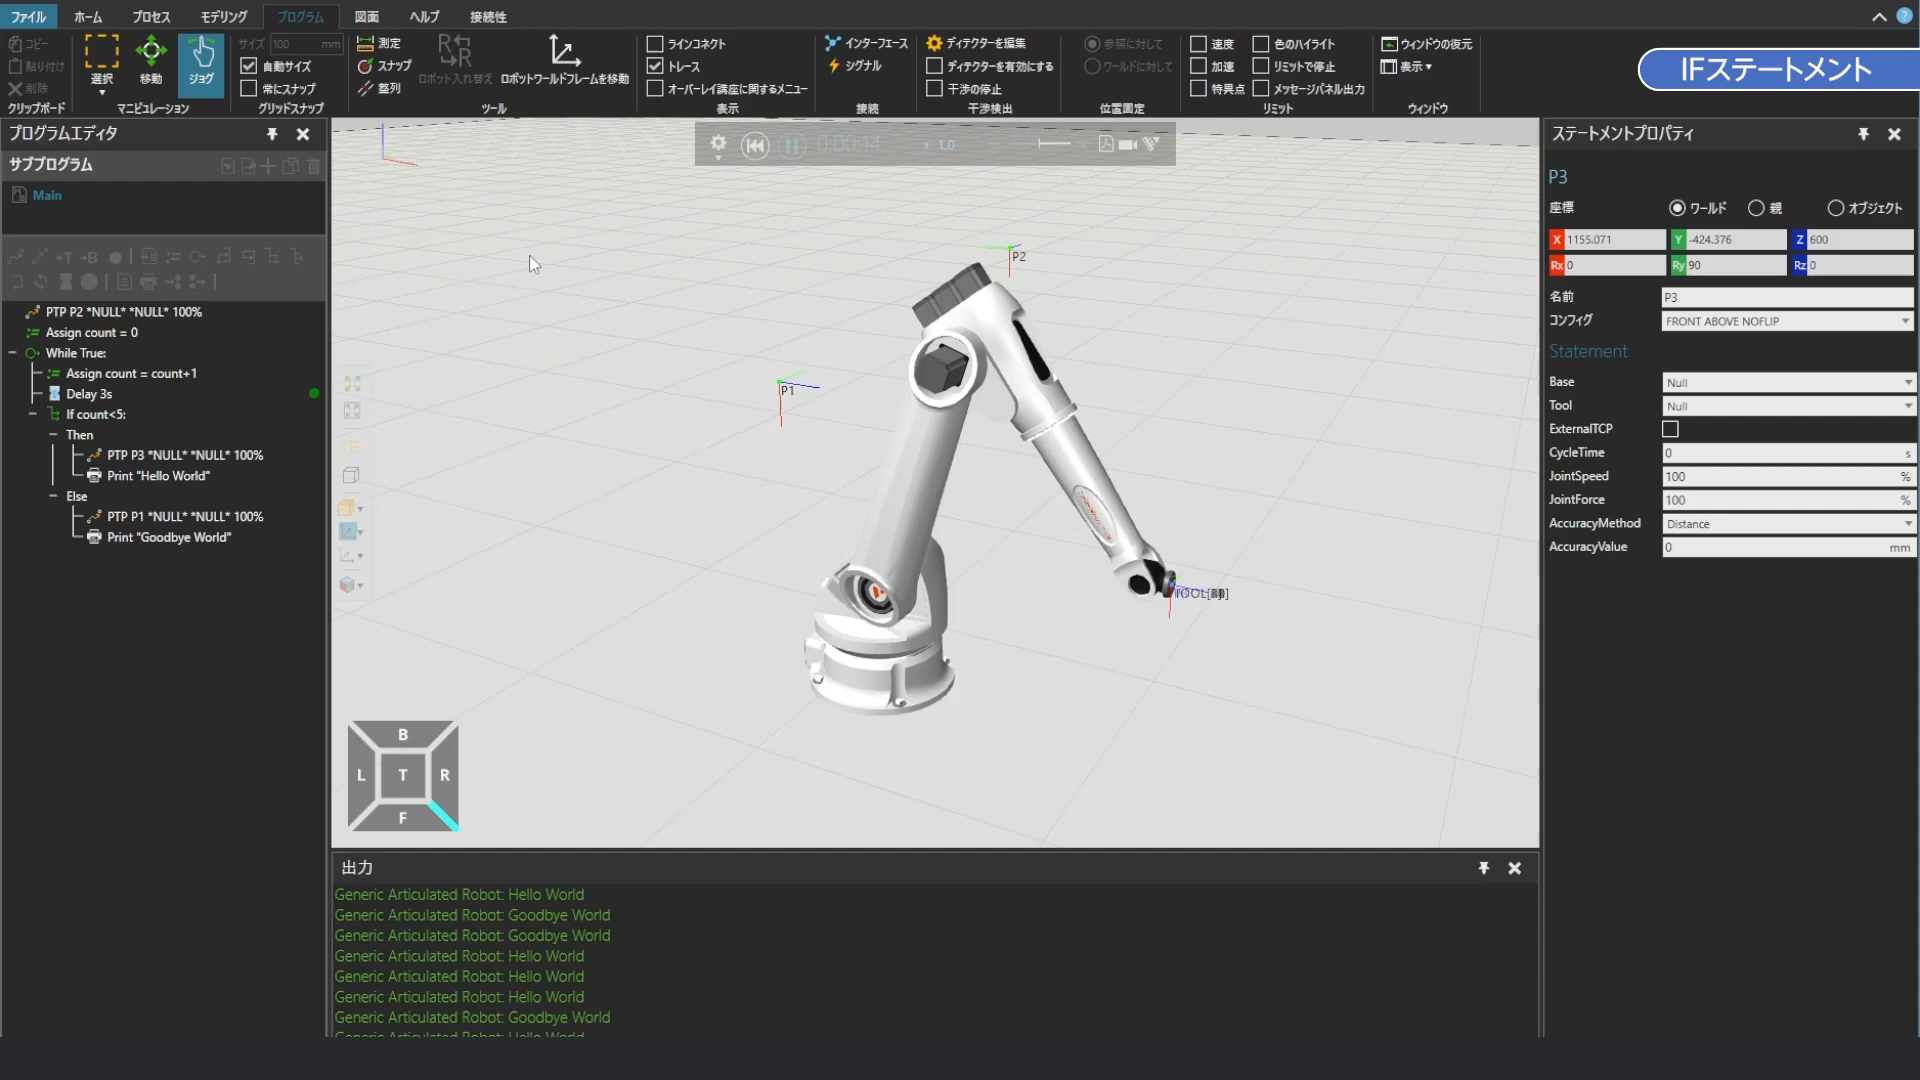 ファイル ホーム プロセス モデリング プログラム 図面 ヘルプ 接続性
コピー
貼り付け
削除
クリップボード
選択 移動 ジョグ
マニピュレーション
サイズ 100 mm
自動サイズ
常にスナップ
グリッドスナップ
測定
スナップ
整列
ロボット入れ替え ロボットワールドフレームを移動
ツール
ラインコネクト
トレース
オーバーレイ講座に関するメニュー
表示
インターフェース
シグナル
接続
ディテクターを編集
ディテクターを有効にする
干渉の停止
干渉検出
参照に対して
ワールドに対して
位置固定
速度 色のハイライト
加速 リミットで停止
特異点 メッセージパネル出力
リミット
ウィンドウの復元
表示
ウィンドウ
IFステートメント
プログラムエディタ
サブプログラム
Main
PTP P2 *NULL* *NULL* 100%
Assign count = 0
While True:
Assign count = count+1
Delay 3s
If count<5:
Then
PTP P3 *NULL* *NULL* 100%
Print "Hello World"
Else
PTP P1 *NULL* *NULL* 100%
Print "Goodbye World"
0:00:14 x 1.0
P2
P1
B
L T R
F
出力
Generic Articulated Robot: Hello World
Generic Articulated Robot: Goodbye World
Generic Articulated Robot: Goodbye World
Generic Articulated Robot: Hello World
Generic Articulated Robot: Hello World
Generic Articulated Robot: Hello World
Generic Articulated Robot: Goodbye World
Generic Articulated Robot: Hello World
ステートメントプロパティ
P3
座標 ワールド 親 オブジェクト
X 1155.071 Y -424.376 Z 600
Rx 0 Ry 90 Rz 0
名前 P3
コンフィグ FRONT ABOVE NOFLIP
Statement
Base Null
Tool Null
ExternalTCP
CycleTime 0 s
JointSpeed 100 %
JointForce 100 %
AccuracyMethod Distance
AccuracyValue 0 mm